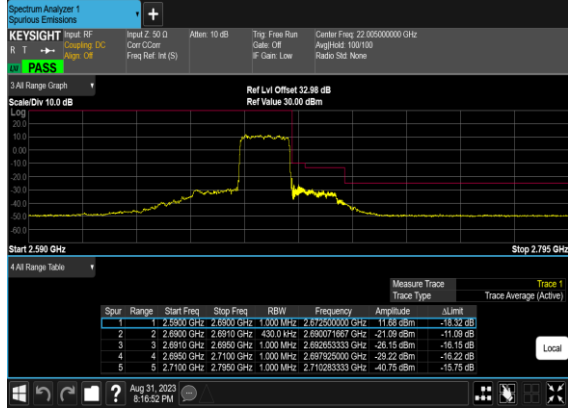 Spectrum Analyzer 1
Spurious Emissions
+
KEYSIGHT Input: RF Input Z: 50 Ω Atten: 10 dB Trig: Free Run Center Freq: 22.005000000 GHz
R T Coupling: DC Corr CCorr Gate: Off Avg|Hold: 100/100
Align: Off Freq Ref: Int (S) IF Gain: Low Radio Std: None
PASS
3 All Range Graph
Ref Lvl Offset 32.98 dB
Scale/Div 10.0 dB Ref Value 30.00 dBm
Log
20.0
10.0
0.00
-10.0
-20.0
-30.0
-40.0
-50.0
-60.0
Start 2.590 GHz Stop 2.795 GHz
4 All Range Table
Measure Trace Trace 1
Trace Type Trace Average (Active)
Spur Range Start Freq Stop Freq RBW Frequency Amplitude ΔLimit
1 1 2.5900 GHz 2.6900 GHz 1.000 MHz 2.672500000 GHz 11.68 dBm -18.32 dB
2 2 2.6900 GHz 2.6910 GHz 430.0 kHz 2.690071667 GHz -21.09 dBm -11.09 dB
3 3 2.6910 GHz 2.6950 GHz 1.000 MHz 2.692653333 GHz -26.15 dBm -16.15 dB
4 4 2.6950 GHz 2.7100 GHz 1.000 MHz 2.697925000 GHz -29.22 dBm -16.22 dB
5 5 2.7100 GHz 2.7950 GHz 1.000 MHz 2.710283333 GHz -40.75 dBm -15.75 dB
Local
? Aug 31, 2023
8:16:52 PM